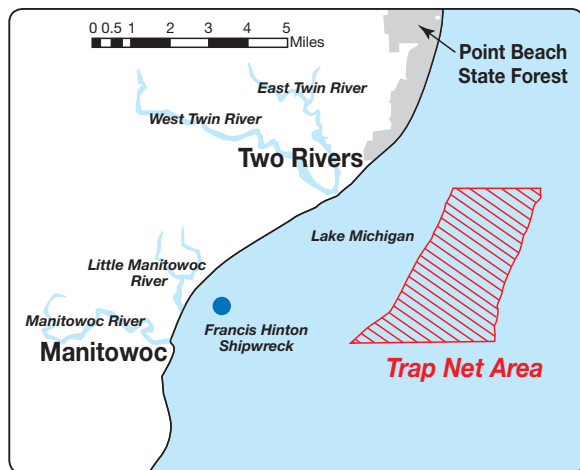 0 0.5 1 2 3 4 5
Miles
Point Beach
State Forest
East Twin River
West Twin River
Two Rivers
Lake Michigan
Little Manitowoc
River
Manitowoc River
Francis Hinton
Shipwreck
Manitowoc
Trap Net Area